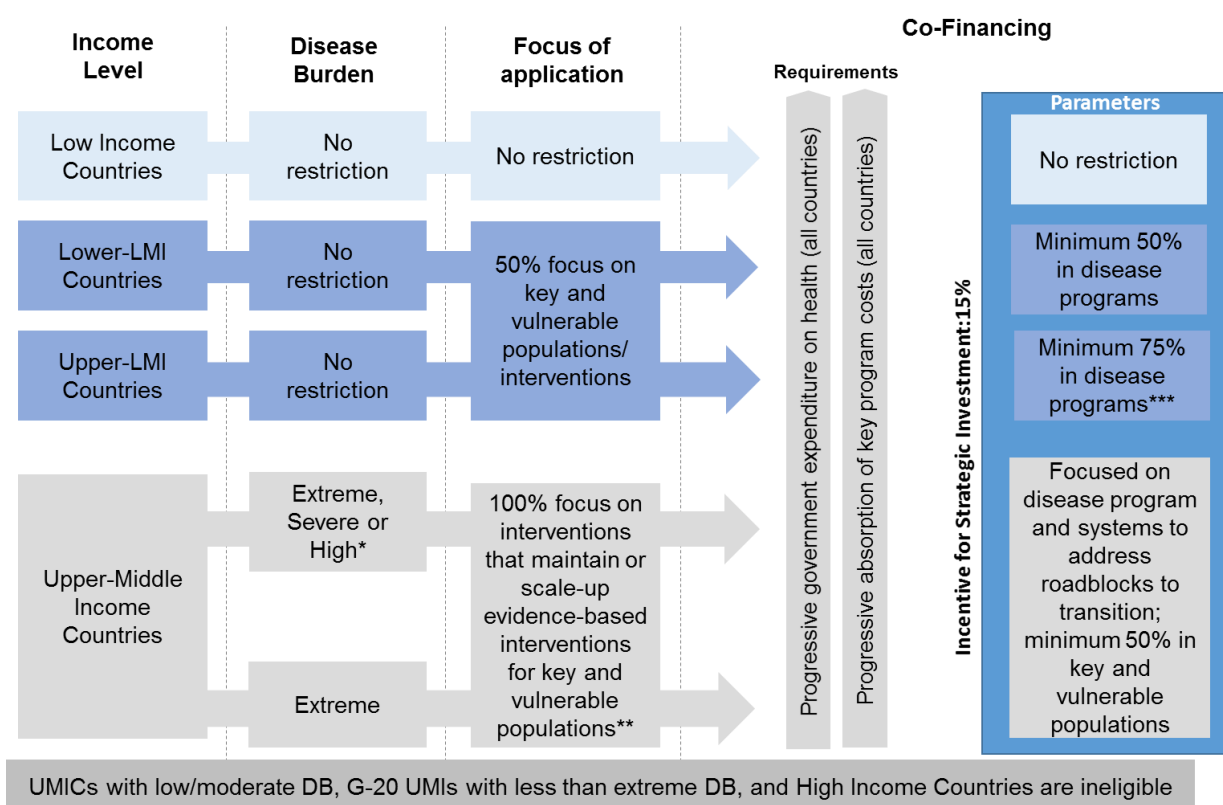 Income
Level
Disease
Burden
Focus of
application
Co-Financing
Requirements
Parameters
Low Income
Countries
No
restriction
No restriction
No restriction
Lower-LMI
Countries
No
restriction
50% focus on
key and
vulnerable
populations/
interventions
Minimum 50%
in disease
programs
Upper-LMI
Countries
No
restriction
Minimum 75%
in disease
programs***
Upper-Middle
Income
Countries
Extreme,
Severe or
High*
Extreme
100% focus on
interventions
that maintain or
scale-up
evidence-based
interventions
for key and
vulnerable
populations**
Progressive government expenditure on health (all countries)
Progressive absorption of key program costs (all countries)
Incentive for Strategic Investment:15%
Focused on
disease program
and systems to
address
roadblocks to
transition;
minimum 50% in
key and
vulnerable
populations
UMICs with low/moderate DB, G-20 UMIs with less than extreme DB, and High Income Countries are ineligible